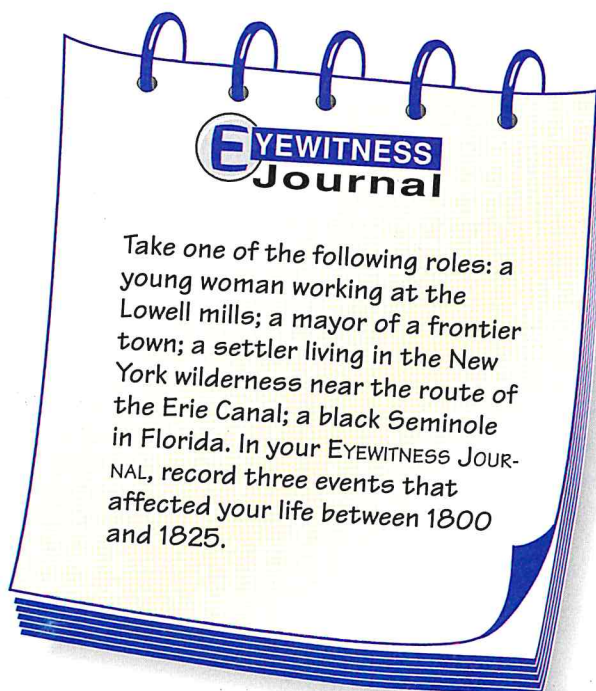 EYEWITNESS
Journal
Take one of the following roles: a
young woman working at the
Lowell mills; a mayor of a frontier
town; a settler living in the New
York wilderness near the route of
the Erie Canal; a black Seminole
in Florida. In your EYEWITNESS JOUR-
NAL, record three events that
affected your life between 1800
and 1825.